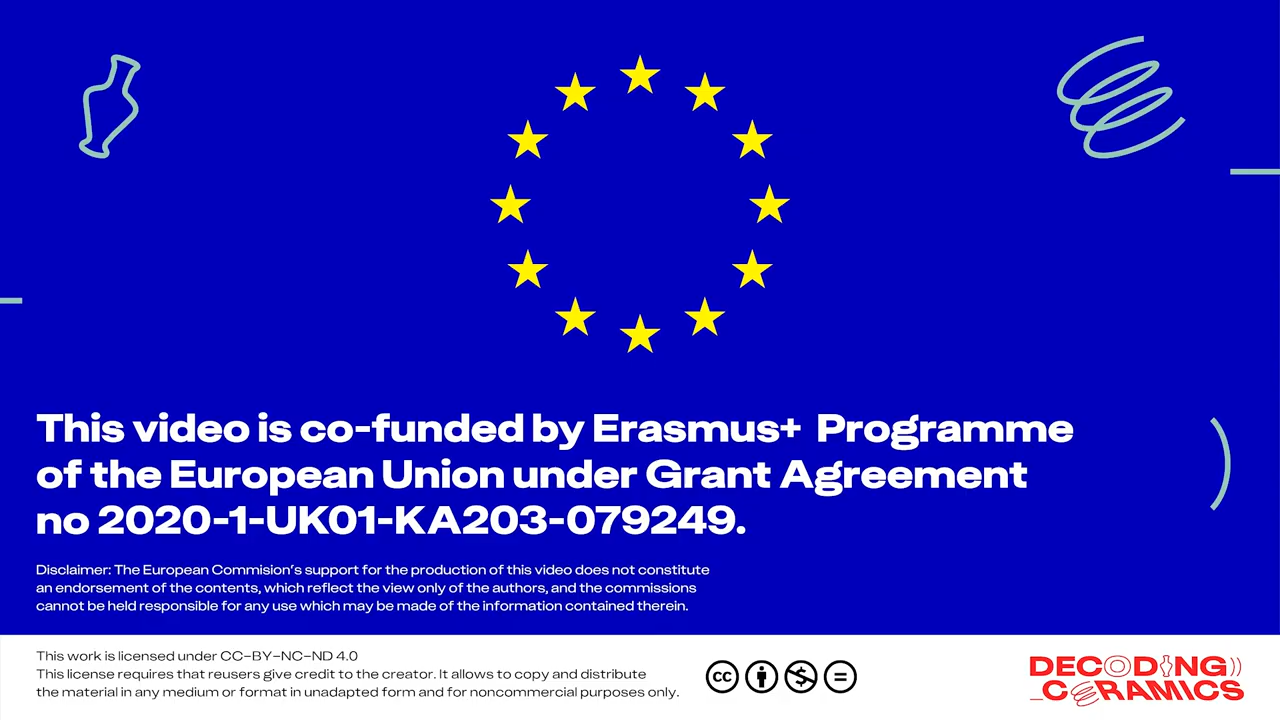 This video is co-funded by Erasmus+ Programme
of the European Union under Grant Agreement
no 2020-1-UK01-KA203-079249.
Disclaimer: The European Commision's support for the production of this video does not constitute
an endorsement of the contents, which reflect the view only of the authors, and the commissions
cannot be held responsible for any use which may be made of the information contained therein.
This work is licensed under CC-BY-NC-ND 4.0
This license requires that reusers give credit to the creator. It allows to copy and distribute
the material in any medium or format in unadapted form and for noncommercial purposes only.
cc
DECODING
_CERAMICS